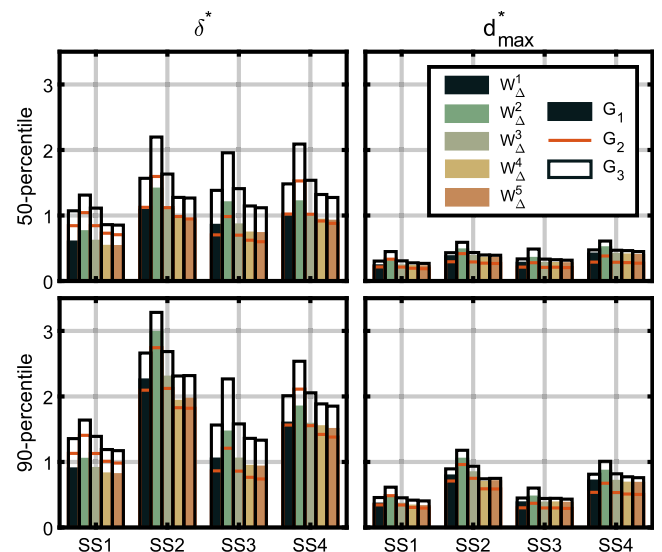 δ* d*max
50-percentile
3
2
1
0
W¹Δ
W²Δ
W³Δ
W⁴Δ
W⁵Δ
G₁
G₂
G₃
90-percentile
3
2
1
0
SS1 SS2 SS3 SS4 SS1 SS2 SS3 SS4